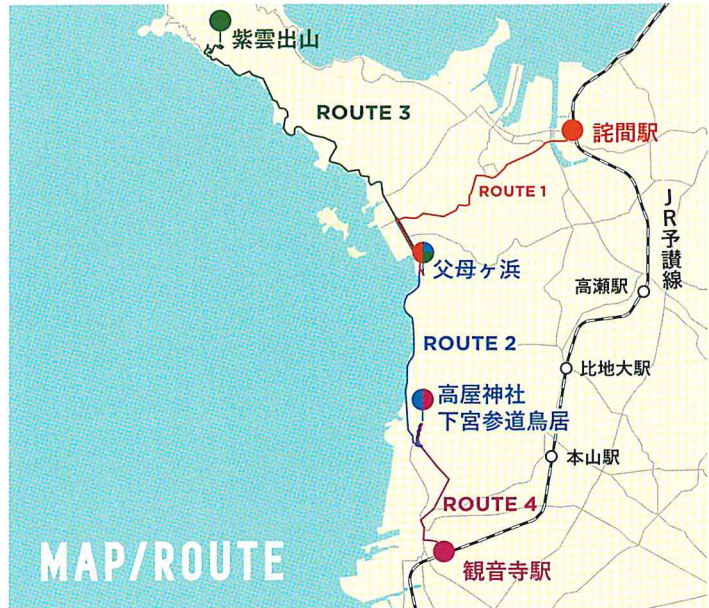 紫雲出山
ROUTE 3
詫間駅
ROUTE 1
JR予讃線
父母ヶ浜
高瀬駅
ROUTE 2
比地大駅
高屋神社
下宮参道鳥居
本山駅
ROUTE 4
観音寺駅
MAP/ROUTE